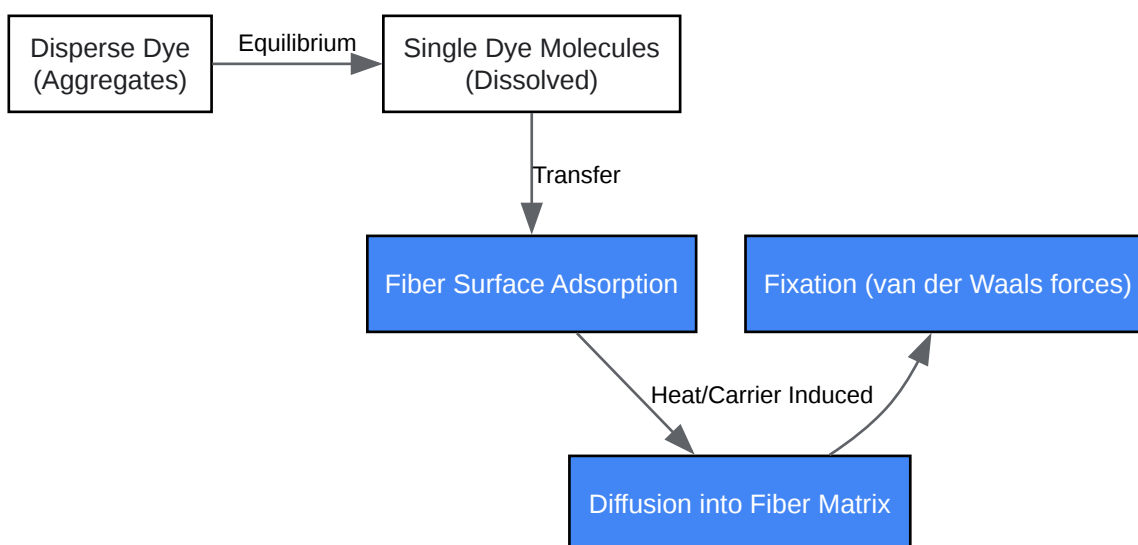 Disperse Dye
(Aggregates)
Equilibrium
Single Dye Molecules
(Dissolved)
Transfer
Fiber Surface Adsorption
Fixation (van der Waals forces)
Heat/Carrier Induced
Diffusion into Fiber Matrix